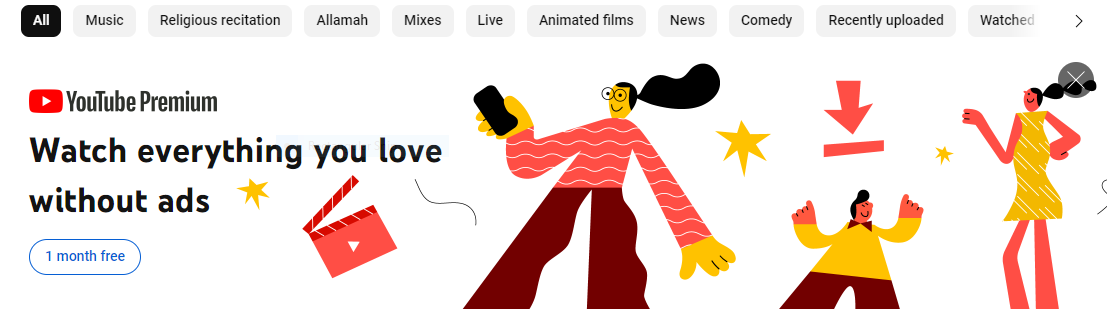 All Music Religious recitation Allamah Mixes Live Animated films News Comedy Recently uploaded Watched
YouTube Premium
Watch everything you love
without ads
1 month free